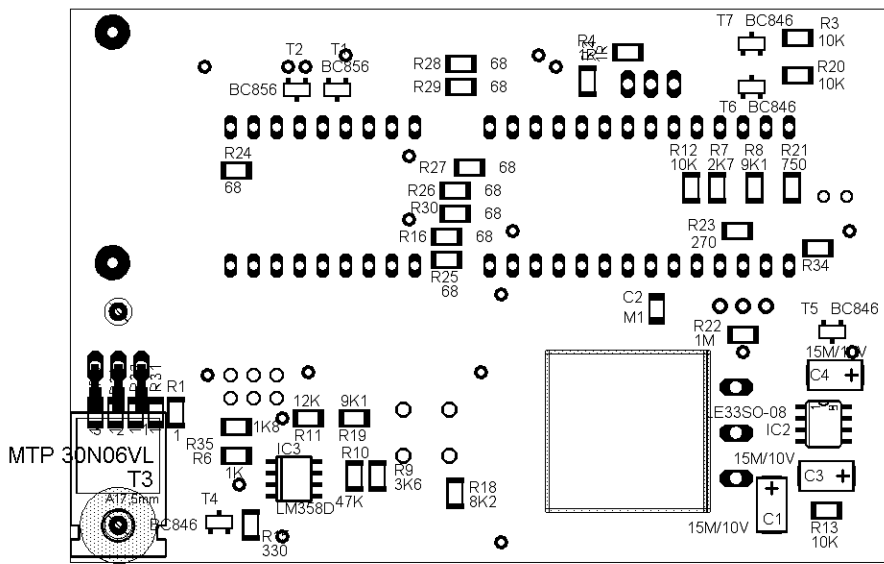 T7 BC846 R3
10K
T2 T1
R4
1R
BC856
BC856
R28 68
R29 68
R20
10K
T6 BC846
R24
68
R27 68
R26 68
R30 68
R16 68
R25
68
R12 R7 R8 R21
10K 2K7 9K1 750
R23
270
R34
C2
M1
R22
1M
T5 BC846
15M/10V
C4
R31
R1
1
12K 9K1
1K8
R11 R19
R35
R6
1K
IC3
R10
R9
3K6
47K
LM358D
R18
8K2
MTP 30N06VL
T3
A17,5mm
T4
BC846
R
330
E33SO-08
IC2
1
15M/10V
C3
C1
15M/10V
R13
10K